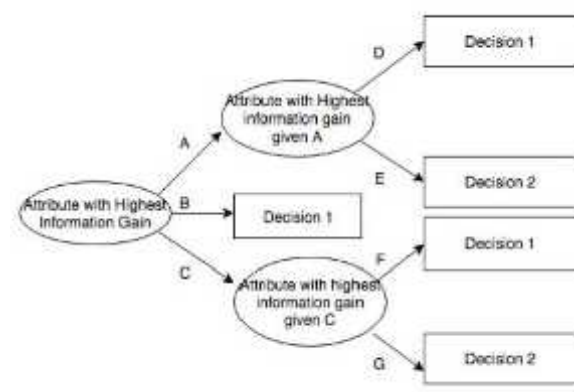 D
Decision 1
Attribute with Highest
information gain
given A
A
E
Decision 2
Attribute with Highest
Information Gain
B
Decision 1
C
F
Decision 1
Attribute with highest
information gain
given C
G
Decision 2